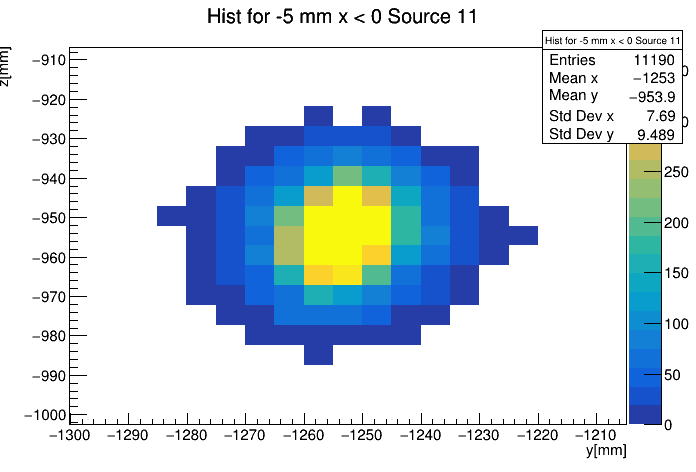 Hist for -5 mm x < 0 Source 11
Hist for -5 mm x < 0 Source 11
Entries 11190
Mean x −1253
Mean y −953.9
Std Dev x 7.69
Std Dev y 9.489
z[mm]
−910
−920
−930
−940
−950
−960
−970
−980
−990
−1000
−1300 −1290 −1280 −1270 −1260 −1250 −1240 −1230 −1220 −1210
y[mm]
250
200
150
100
50
0